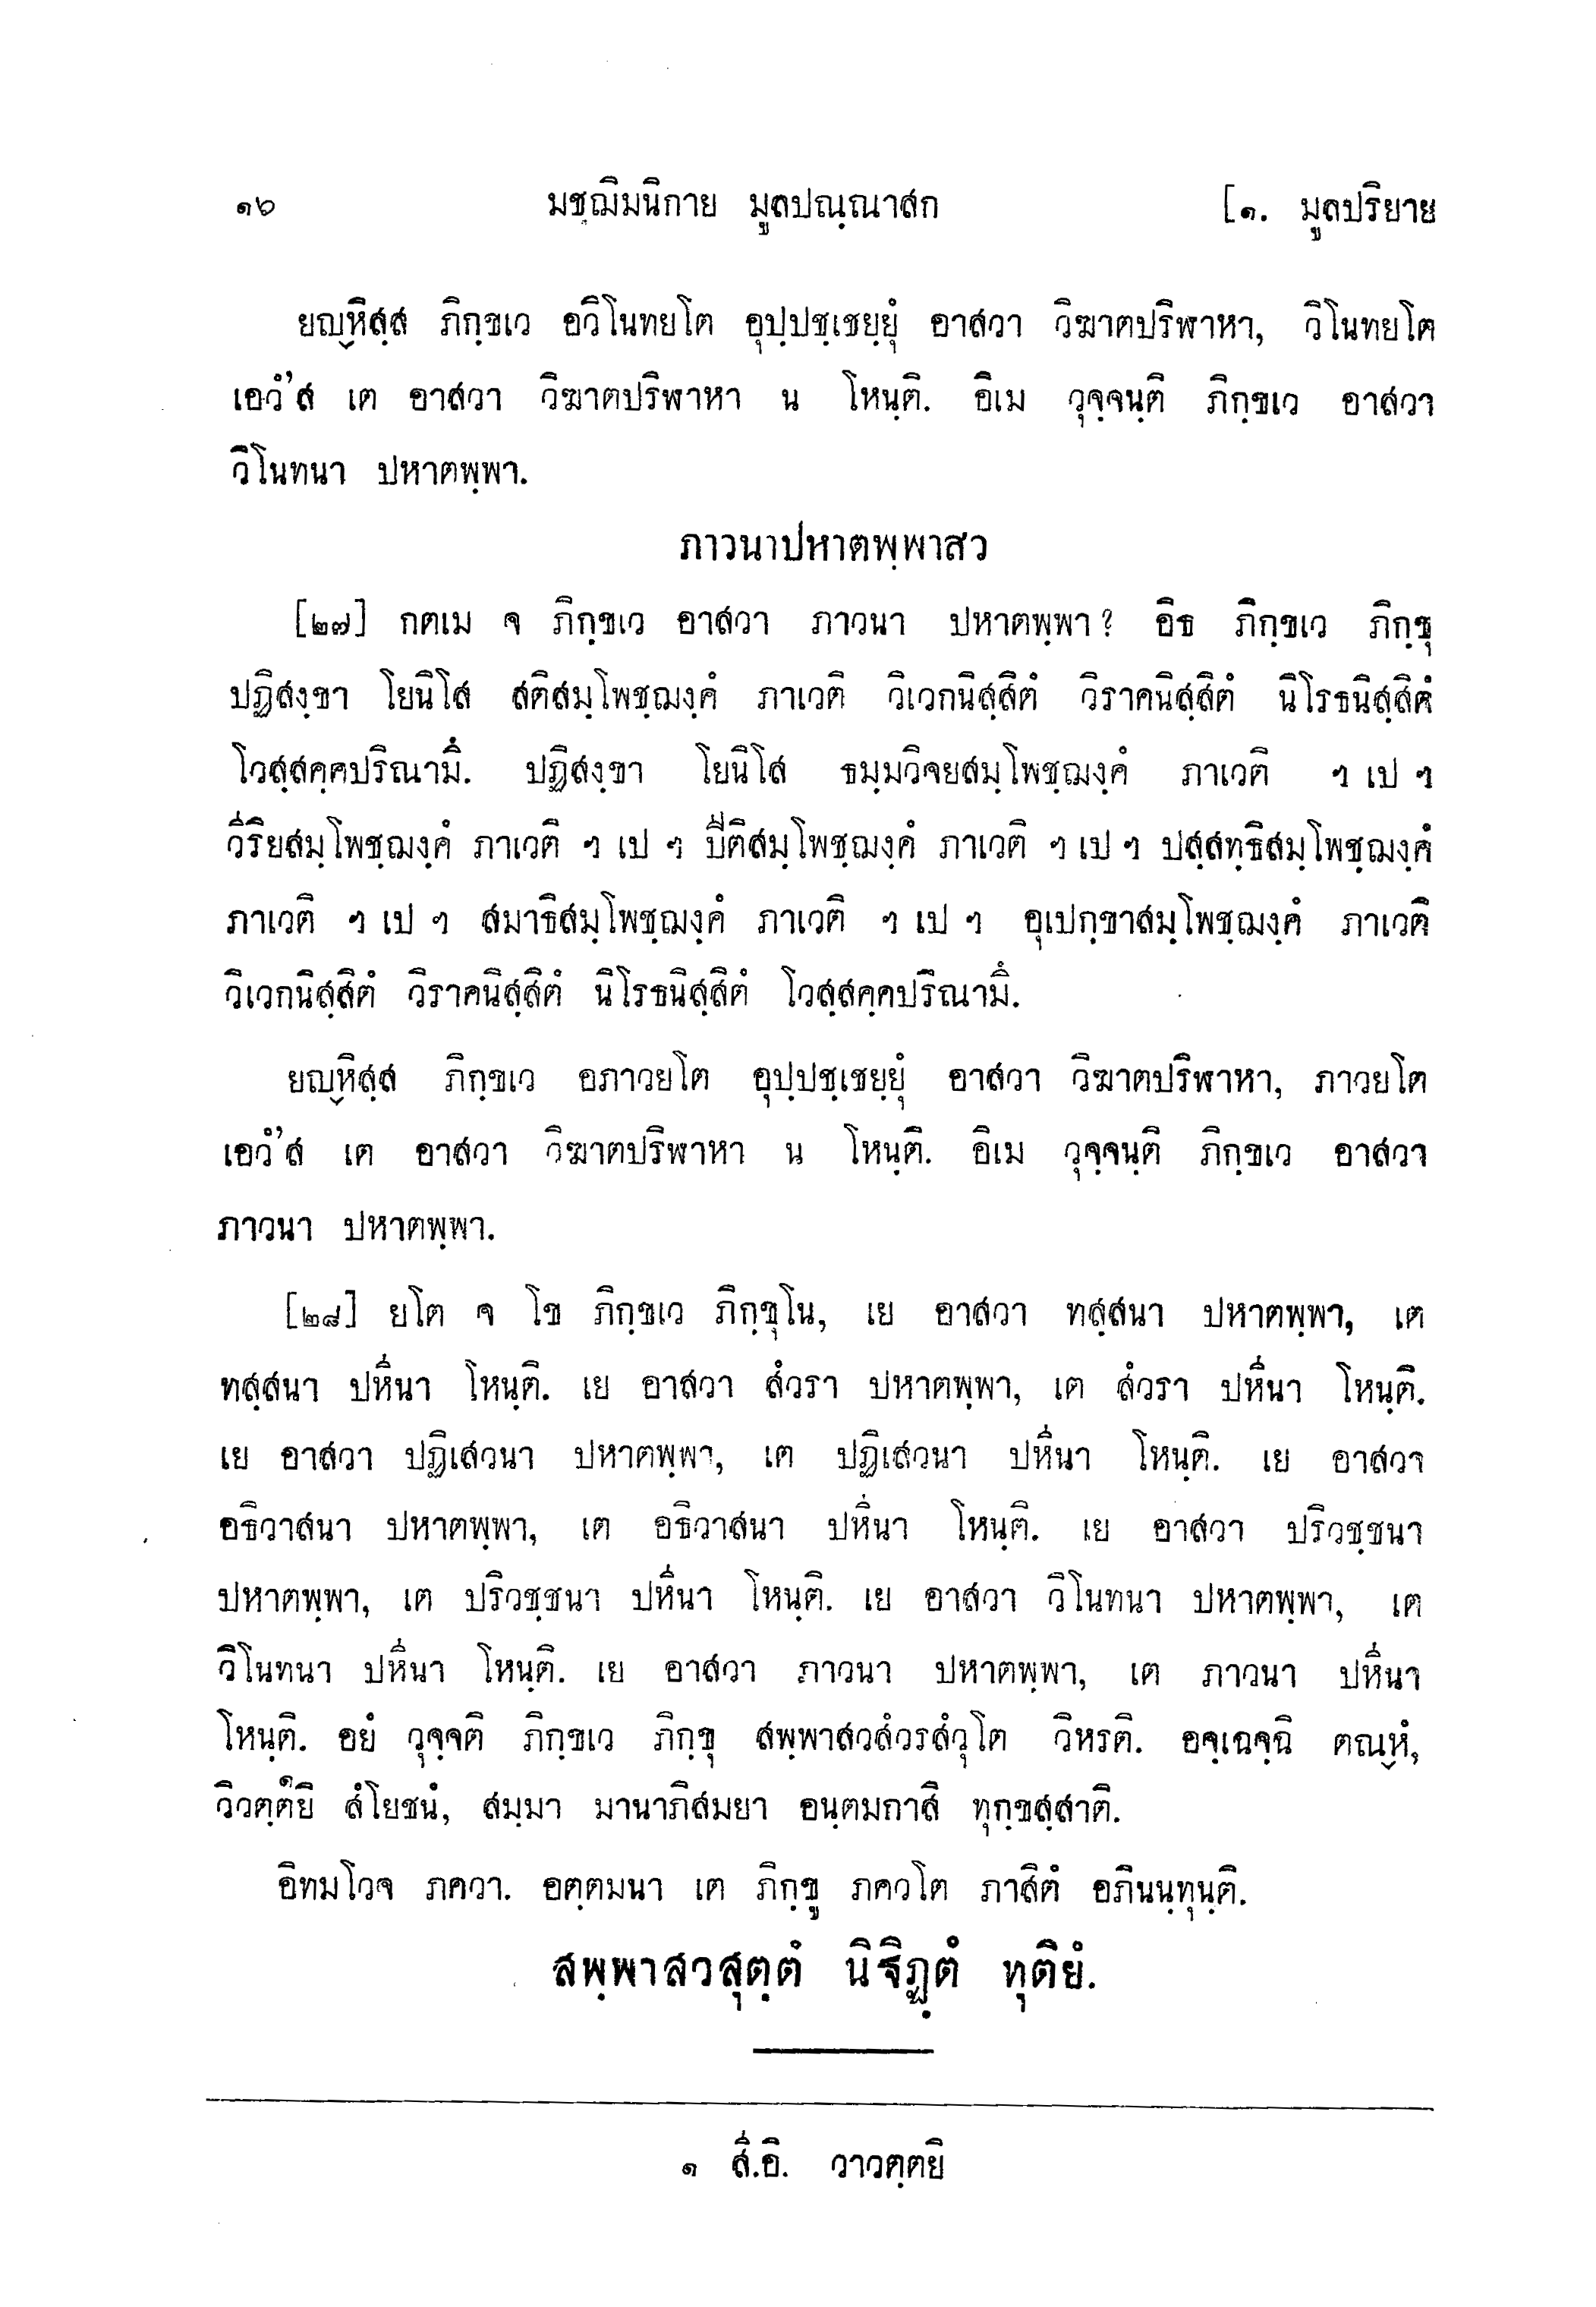 ๑๖ มชฺฌิมนิกาย มูลปณฺณาสก [๑. มูลปริยาย
ยญฺหิสฺส ภิกฺขเว อวิโนทยโต อุปฺปชฺเชยฺยุํ อาสวา วิฆาตปริฬาหา, วิโนทยโต
เอวํ'ส เต อาสวา วิฆาตปริฬาหา น โหนฺติ. อิเม วุจฺจนฺติ ภิกฺขเว อาสวา
วิโนทนา ปหาตพฺพา.
ภาวนาปหาตพฺพาสว
[๒๗] กตเม จ ภิกฺขเว อาสวา ภาวนา ปหาตพฺพา? อิธ ภิกฺขเว ภิกฺขุ
ปฏิสงฺขา โยนิโส สติสมฺโพชฺฌงฺคํ ภาเวติ วิเวกนิสฺสิตํ วิราคนิสฺสิตํ นิโรธนิสฺสิตํ
โวสฺสคฺคปริณามึ. ปฏิสงฺขา โยนิโส ธมฺมวิจยสมฺโพชฺฌงฺคํ ภาเวติ ฯ เป ฯ
วิริยสมฺโพชฺฌงฺคํ ภาเวติ ฯ เป ฯ ปีติสมฺโพชฺฌงฺคํ ภาเวติ ฯ เป ฯ ปสฺสทฺธิสมฺโพชฺฌงฺคํ
ภาเวติ ฯ เป ฯ สมาธิสมฺโพชฺฌงฺคํ ภาเวติ ฯ เป ฯ อุเปกฺขาสมฺโพชฺฌงฺคํ ภาเวติ
วิเวกนิสฺสิตํ วิราคนิสฺสิตํ นิโรธนิสฺสิตํ โวสฺสคฺคปริณามึ.
ยญฺหิสฺส ภิกฺขเว อภาวยโต อุปฺปชฺเชยฺยุํ อาสวา วิฆาตปริฬาหา, ภาวยโต
เอวํ'ส เต อาสวา วิฆาตปริฬาหา น โหนฺติ. อิเม วุจฺจนฺติ ภิกฺขเว อาสวา
ภาวนา ปหาตพฺพา.
[๒๘] ยโต จ โข ภิกฺขเว ภิกฺขุโน, เย อาสวา ทสฺสนา ปหาตพฺพา, เต
ทสฺสนา ปหีนา โหนฺติ. เย อาสวา สํวรา ปหาตพฺพา, เต สํวรา ปหีนา โหนฺติ.
เย อาสวา ปฏิเสวนา ปหาตพฺพา, เต ปฏิเสวนา ปหีนา โหนฺติ. เย อาสวา
อธิวาสนา ปหาตพฺพา, เต อธิวาสนา ปหีนา โหนฺติ. เย อาสวา ปริวชฺชนา
ปหาตพฺพา, เต ปริวชฺชนา ปหีนา โหนฺติ. เย อาสวา วิโนทนา ปหาตพฺพา, เต
วิโนทนา ปหีนา โหนฺติ. เย อาสวา ภาวนา ปหาตพฺพา, เต ภาวนา ปหีนา
โหนฺติ. อยํ วุจฺจติ ภิกฺขเว ภิกฺขุ สพฺพาสวสํวรสํวุโต วิหรติ. อจฺเฉจฺฉิ ตณฺหํ,
วิวตฺต๑ยิ สํโยชนํ, สมฺมา มานาภิสมยา อนฺตมกาสิ ทุกฺขสฺสาติ.
อิทมโวจ ภควา. อตฺตมนา เต ภิกฺขู ภควโต ภาสิตํ อภินนฺทุนฺติ.
สพฺพาสวสุตฺตํ นิฏฺฐิตํ ทุติยํ.
๑ สี.อิ. วาวตฺตยิ